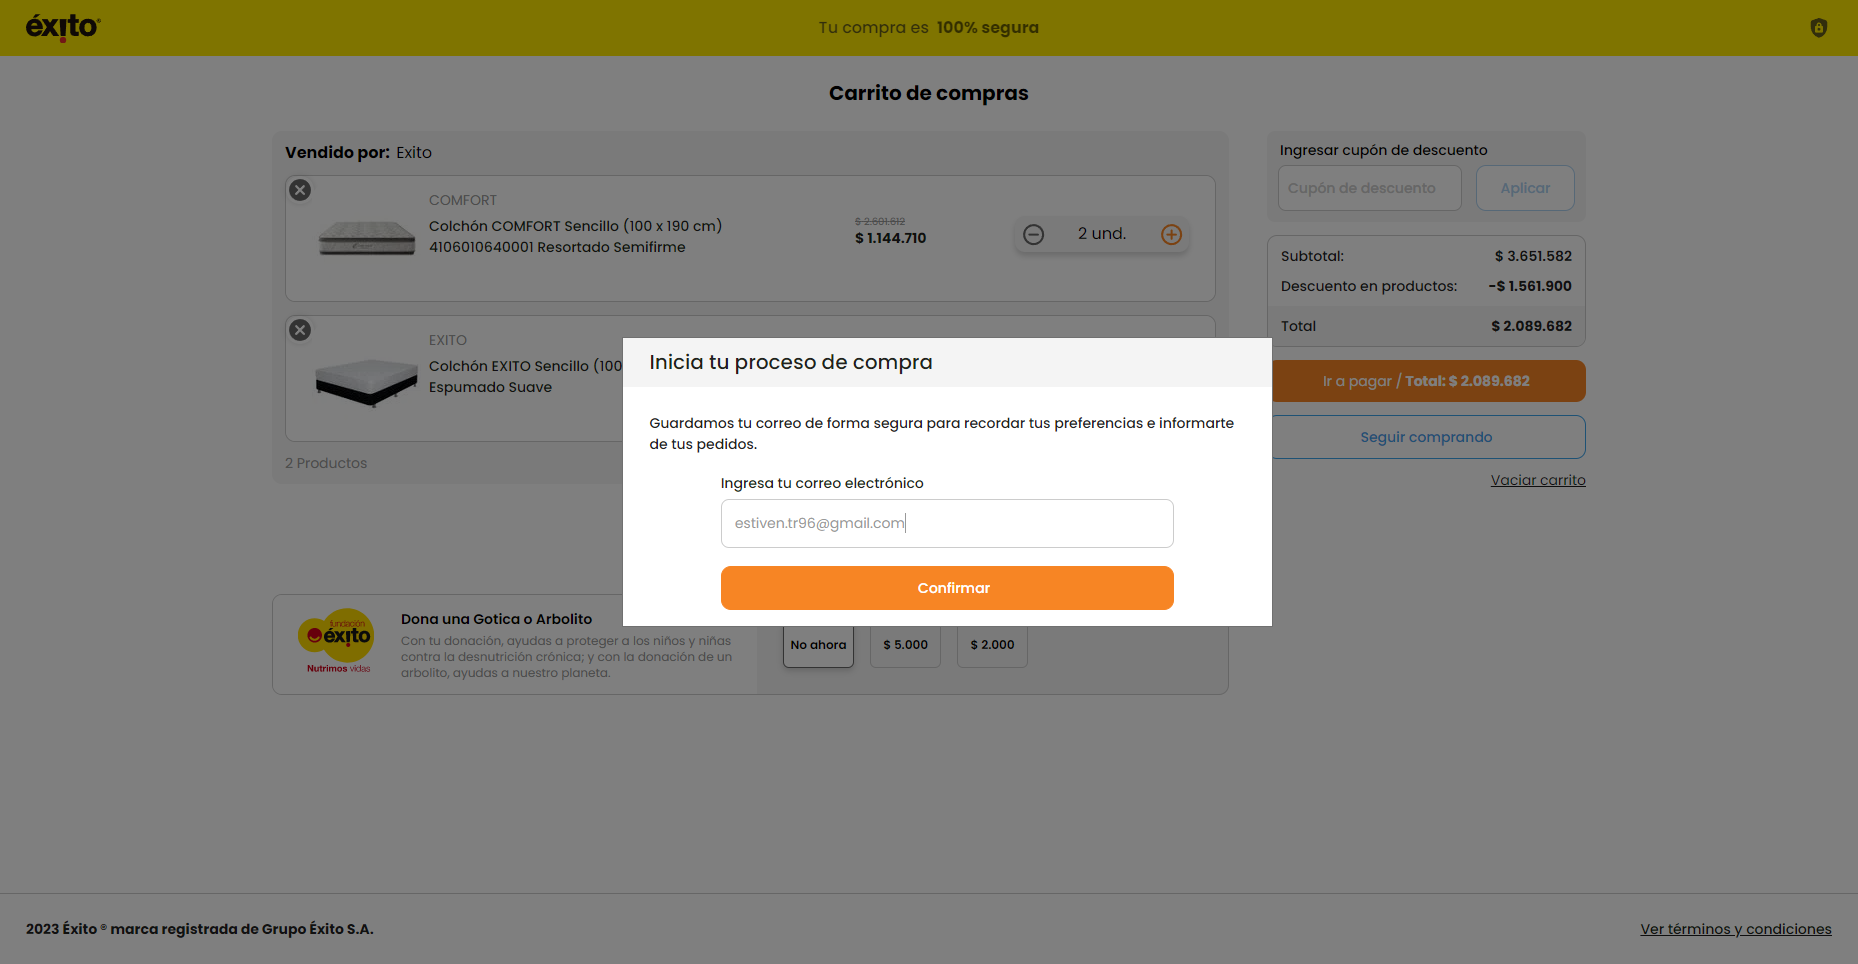 éxito
Tu compra es 100% segura
Carrito de compras
Vendido por: Exito
COMFORT
Colchón COMFORT Sencillo (100 x 190 cm)
4106010640001 Resortado Semifirme
$ 2.601.612
$ 1.144.710
2 und.
EXITO
Colchón EXITO Sencillo (100
Espumado Suave
2 Productos
Ingresar cupón de descuento
Cupón de descuento
Aplicar
Subtotal: $ 3.651.582
Descuento en productos: -$ 1.561.900
Total $ 2.089.682
Ir a pagar / Total: $ 2.089.682
Seguir comprando
Vaciar carrito
Inicia tu proceso de compra
Guardamos tu correo de forma segura para recordar tus preferencias e informarte
de tus pedidos.
Ingresa tu correo electrónico
estiven.tr96@gmail.com
Confirmar
fundación
éxito
Nutrimos vidas
Dona una Gotica o Arbolito
Con tu donación, ayudas a proteger a los niños y niñas
contra la desnutrición crónica; y con la donación de un
arbolito, ayudas a nuestro planeta.
No ahora
$ 5.000
$ 2.000
2023 Éxito ® marca registrada de Grupo Éxito S.A.
Ver términos y condiciones